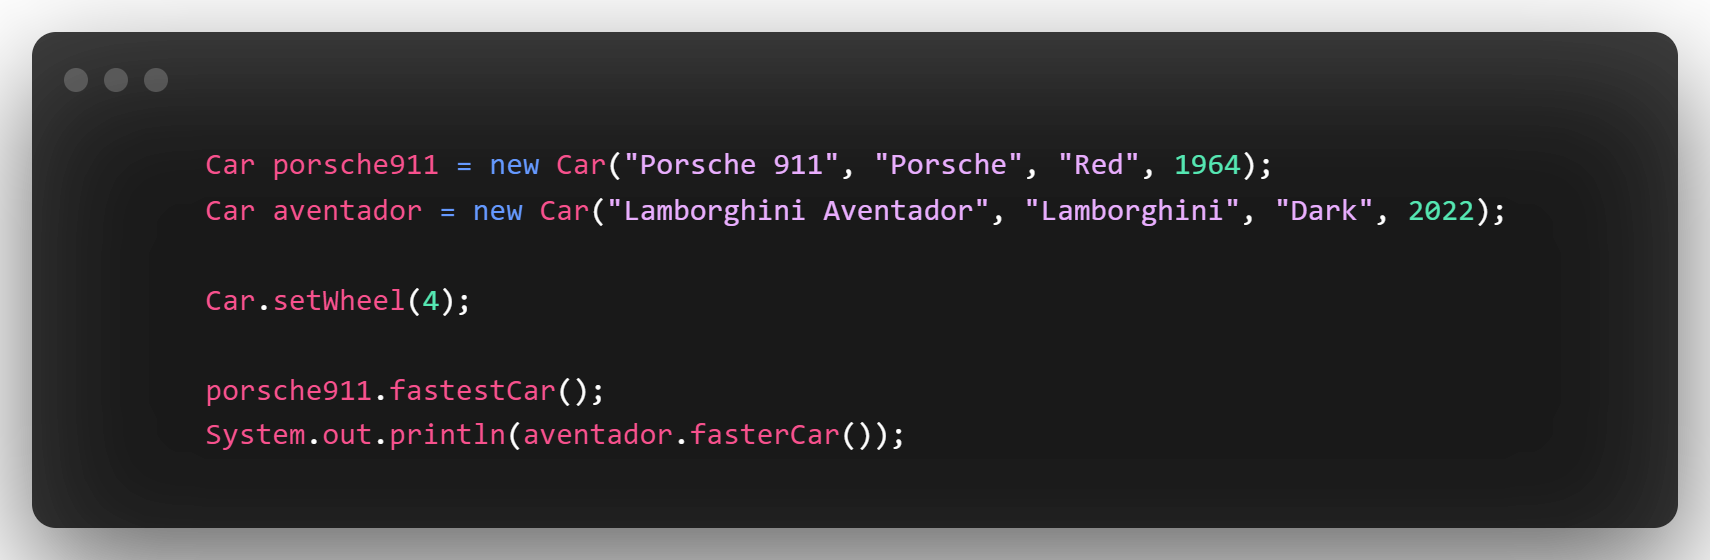 Car porsche911 = new Car("Porsche 911", "Porsche", "Red", 1964);
Car aventador = new Car("Lamborghini Aventador", "Lamborghini", "Dark", 2022);
Car.setWheel(4);
porsche911.fastestCar();
System.out.println(aventador.fasterCar());